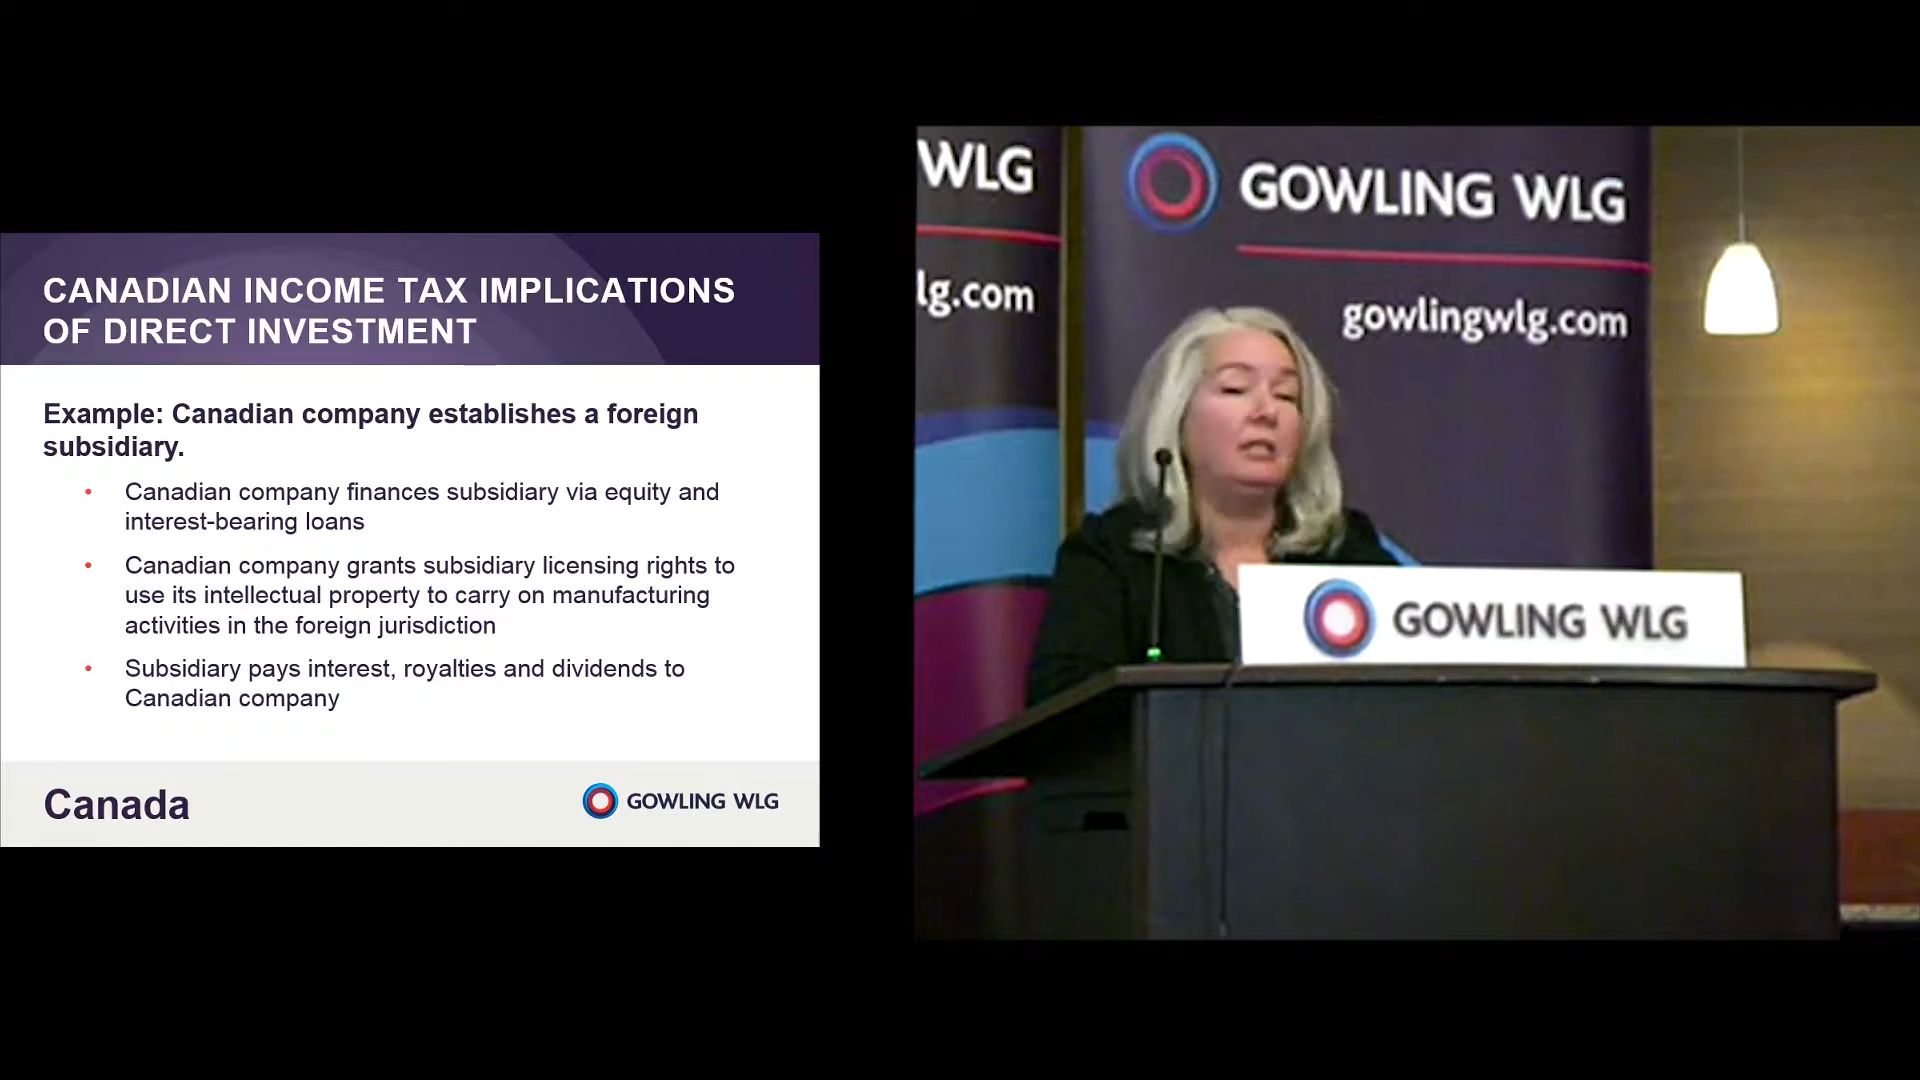 CANADIAN INCOME TAX IMPLICATIONS
OF DIRECT INVESTMENT
Example: Canadian company establishes a foreign
subsidiary.
• Canadian company finances subsidiary via equity and
interest-bearing loans
• Canadian company grants subsidiary licensing rights to
use its intellectual property to carry on manufacturing
activities in the foreign jurisdiction
• Subsidiary pays interest, royalties and dividends to
Canadian company
Canada
GOWLING WLG
WLG
lg.com
GOWLING WLG
gowlingwlg.com
GOWLING WLG